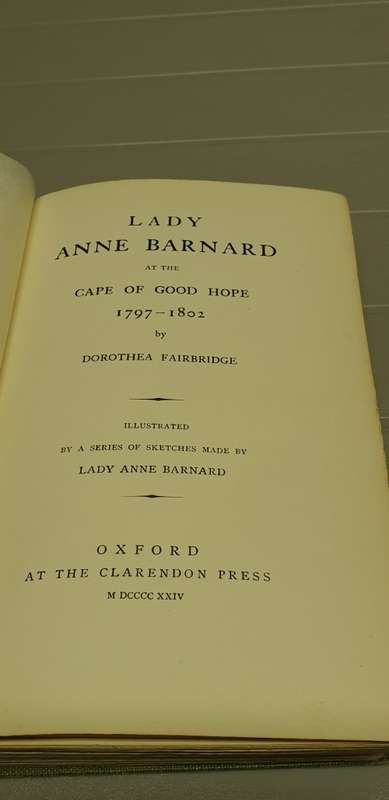 LADY
ANNE BARNARD
AT THE
CAPE OF GOOD HOPE
1797–1802
by
DOROTHEA FAIRBRIDGE
ILLUSTRATED
BY A SERIES OF SKETCHES MADE BY
LADY ANNE BARNARD
OXFORD
AT THE CLARENDON PRESS
M DCCCC XXIV